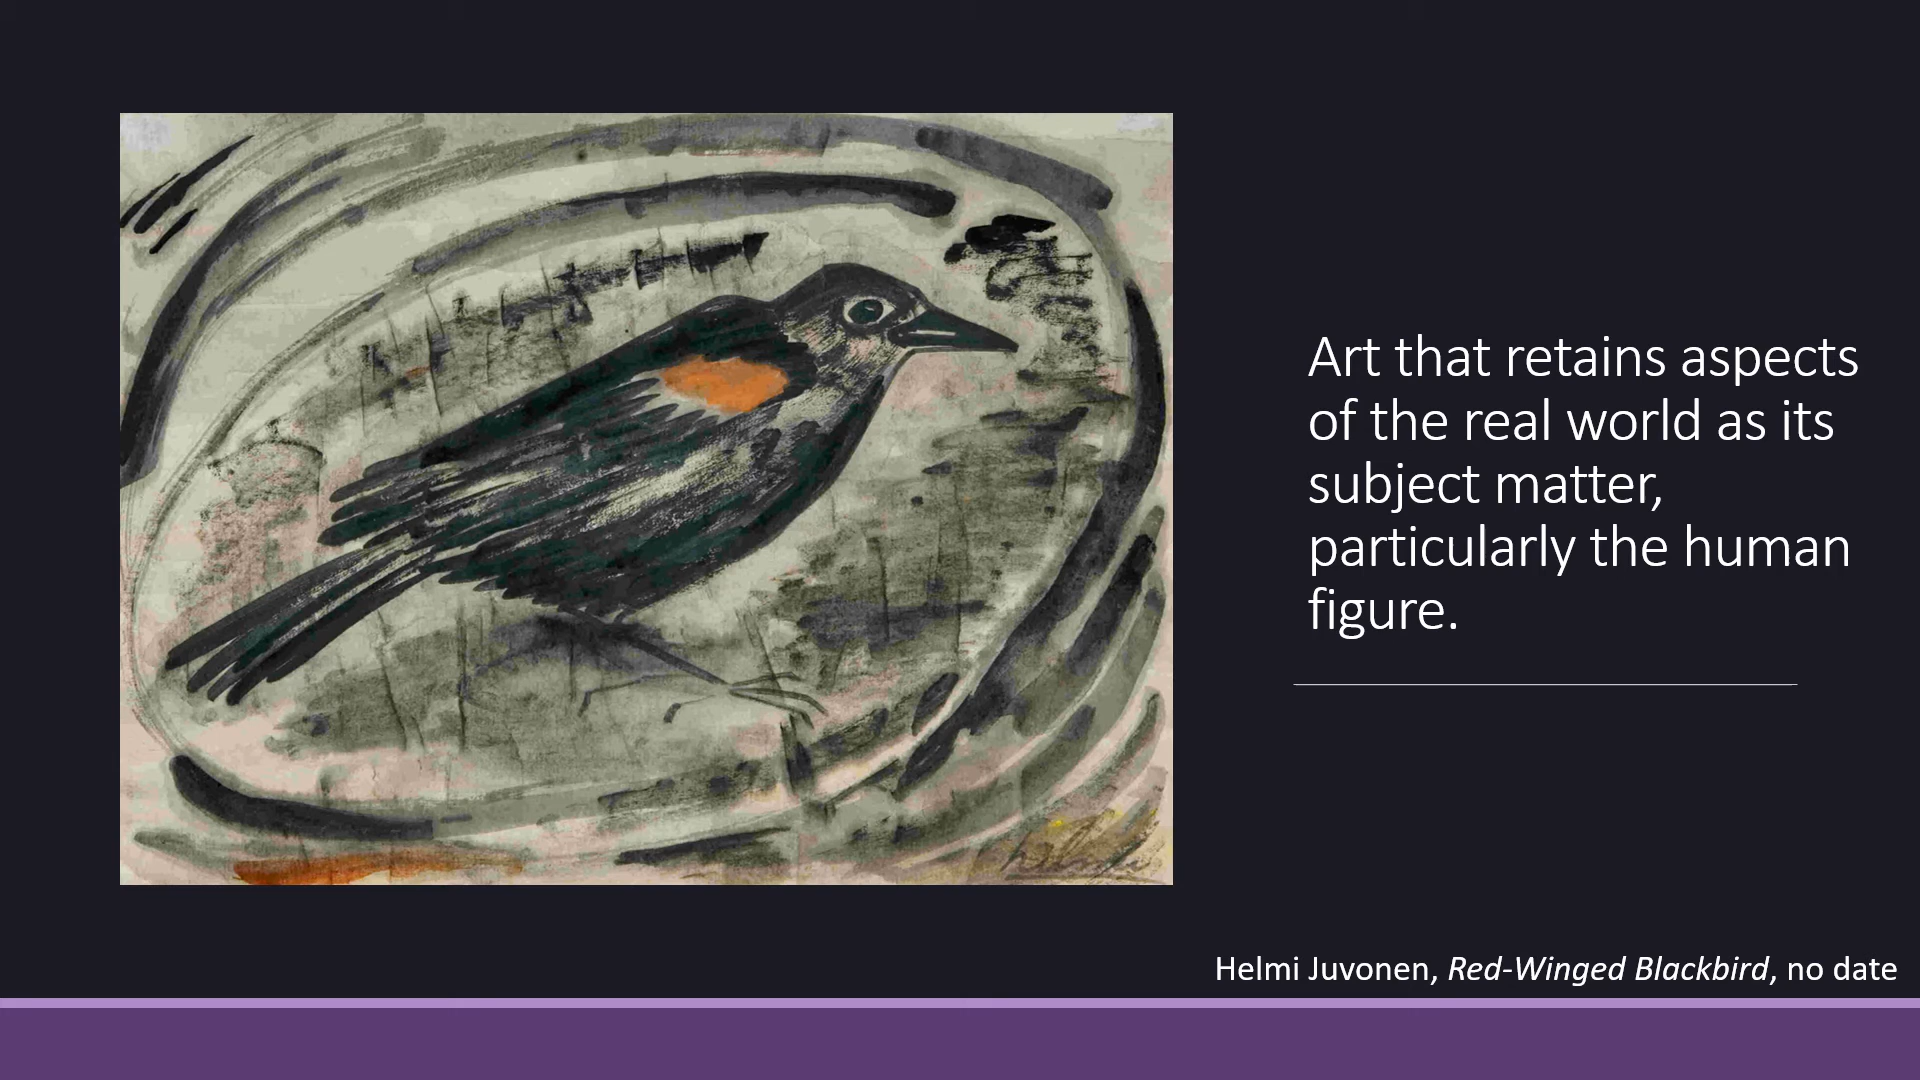 Art that retains aspects
of the real world as its
subject matter,
particularly the human
figure.
helmi
Helmi Juvonen, Red-Winged Blackbird, no date